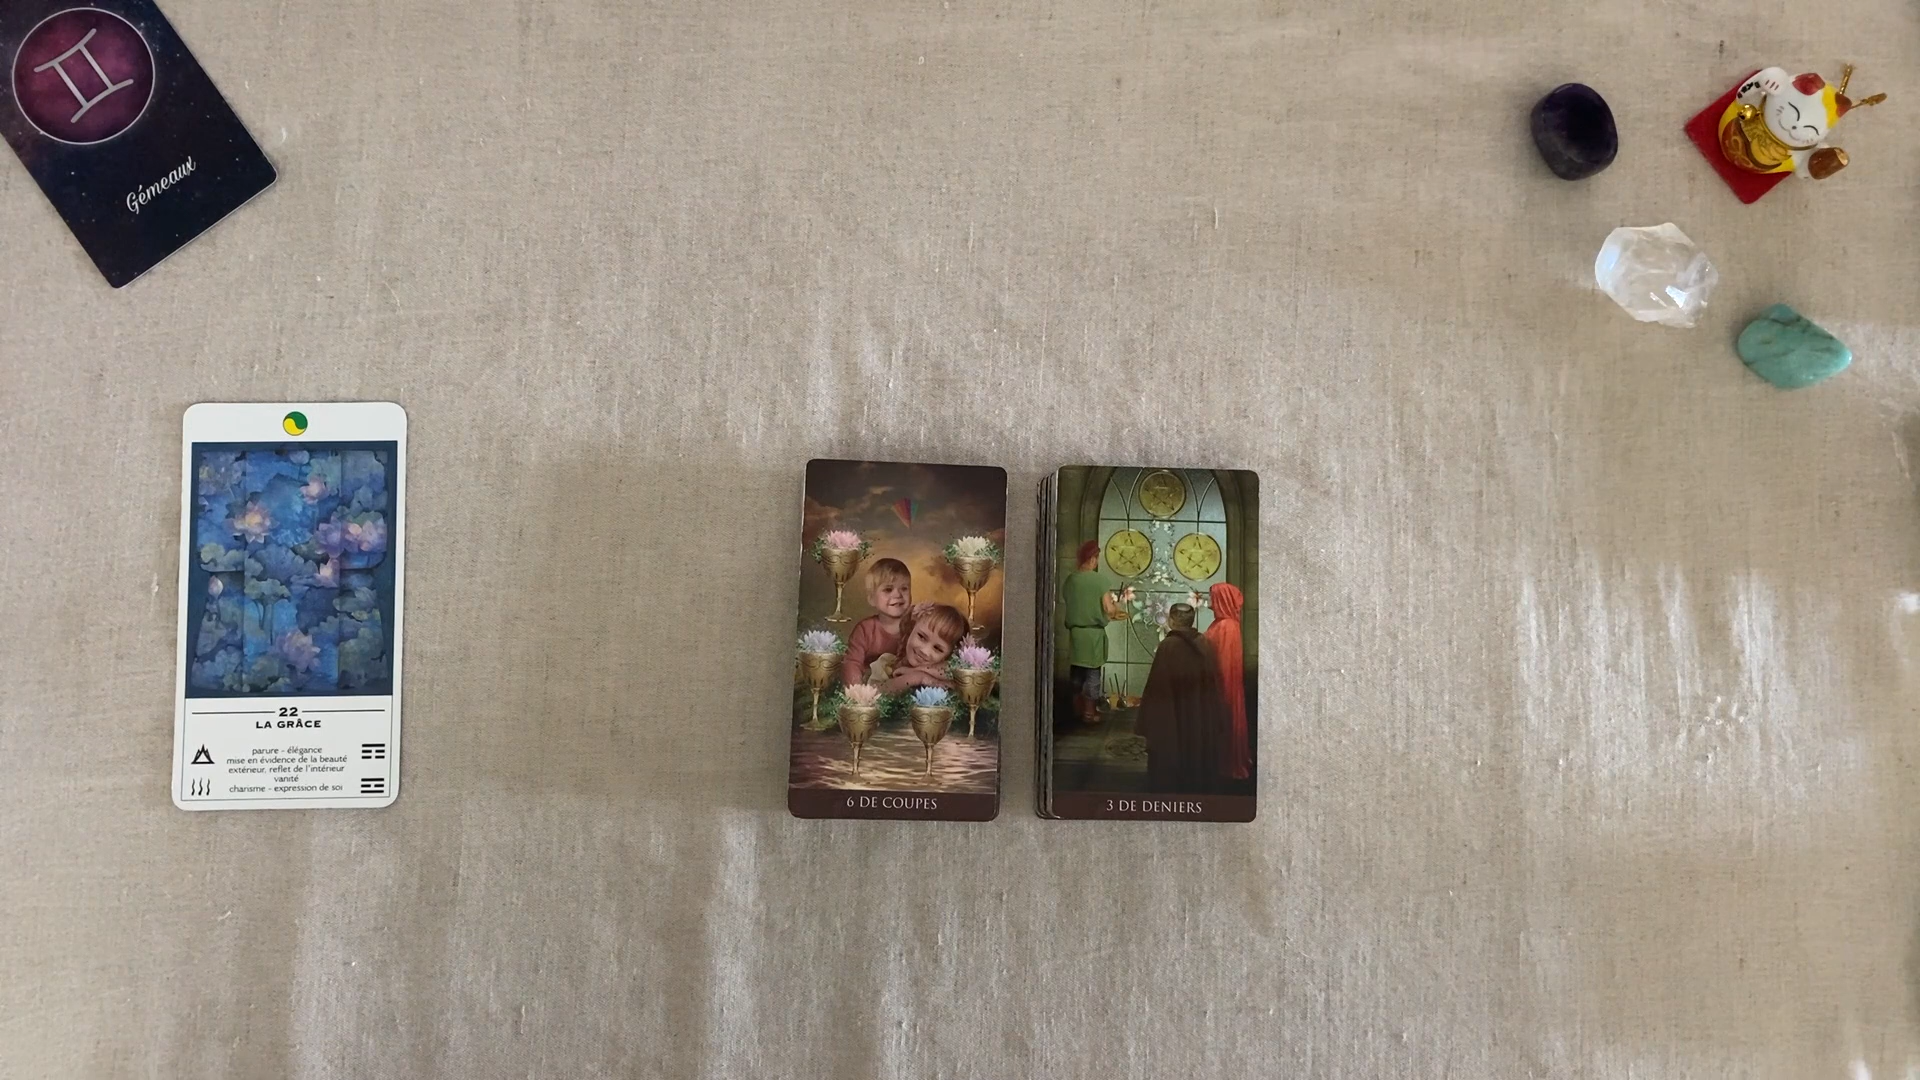 Gémeaux
22
LA GRÂCE
parure - élégance
mise en évidence de la beauté
extérieur, reflet de l'intérieur
vanité
charisme - expression de soi
6 DE COUPES
3 DE DENIERS